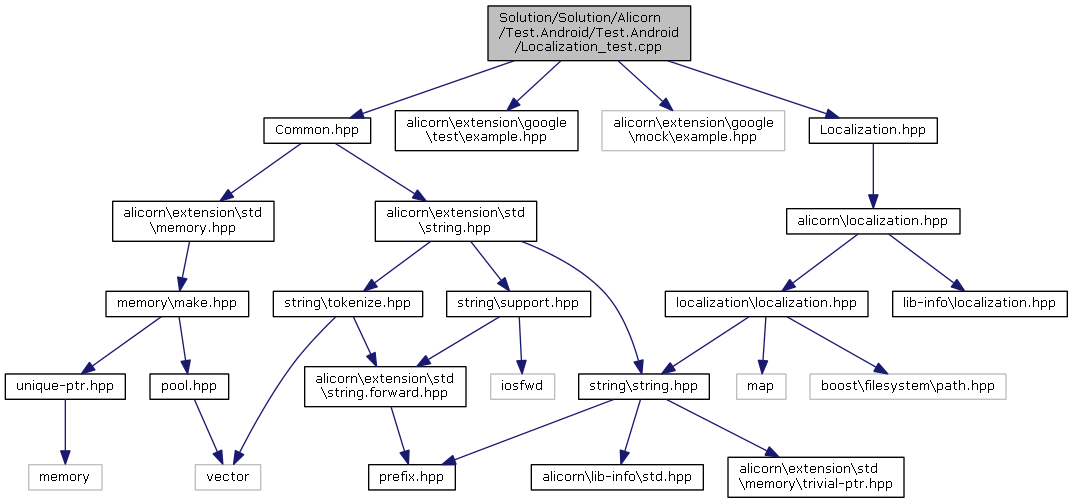 Solution/Solution/Alicorn
/Test.Android/Test.Android
/Localization_test.cpp
Common.hpp
alicorn\extension\google
\test\example.hpp
alicorn\extension\google
\mock\example.hpp
Localization.hpp
alicorn\extension\std
\memory.hpp
alicorn\extension\std
\string.hpp
alicorn\localization.hpp
memory\make.hpp
string\tokenize.hpp
string\support.hpp
localization\localization.hpp
lib-info\localization.hpp
unique-ptr.hpp
pool.hpp
alicorn\extension\std
\string.forward.hpp
iosfwd
string\string.hpp
map
boost\filesystem\path.hpp
memory
vector
prefix.hpp
alicorn\lib-info\std.hpp
alicorn\extension\std
\memory\trivial-ptr.hpp